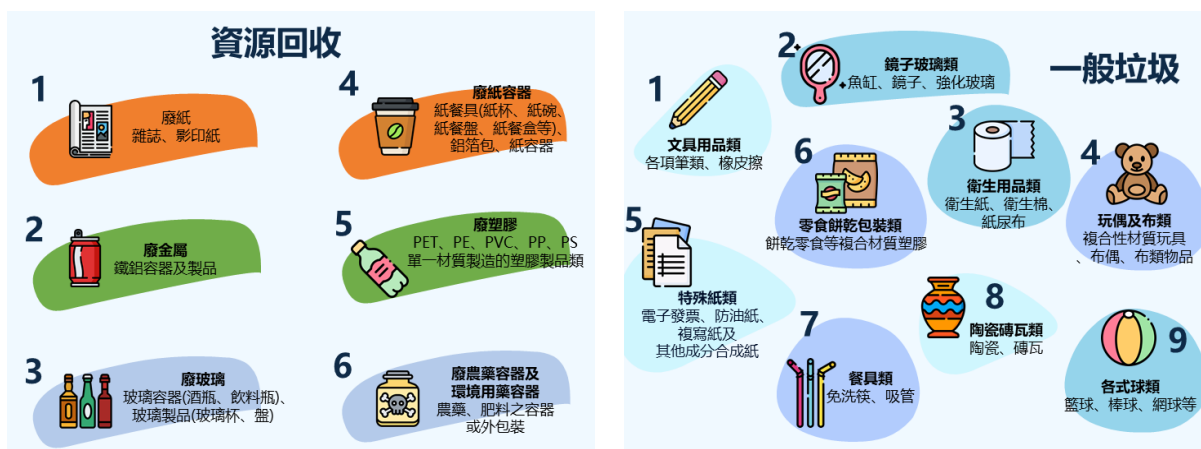 資源回收
1
廢紙
雜誌、影印紙
2
廢金屬
鐵鋁容器及製品
3
廢玻璃
玻璃容器(酒瓶、飲料瓶)、
玻璃製品(玻璃杯、盤)
4
廢紙容器
紙餐具(紙杯、紙碗、
紙餐盤、紙餐盒等)、
鋁箔包、紙容器
5
廢塑膠
PET、PE、PVC、PP、PS
單一材質製造的塑膠製品類
6
廢農藥容器及
環境用藥容器
農藥、肥料之容器
或外包裝
一般垃圾
1
文具用品類
各項筆類、橡皮擦
2
鏡子玻璃類
魚缸、鏡子、強化玻璃
3
衛生用品類
衛生紙、衛生棉、
紙尿布
4
玩偶及布類
複合性材質玩具
、布偶、布類物品
5
特殊紙類
電子發票、防油紙、
複寫紙及
其他成分合成紙
6
零食餅乾包裝類
餅乾零食等複合材質塑膠
7
餐具類
免洗筷、吸管
8
陶瓷磚瓦類
陶瓷、磚瓦
9
各式球類
籃球、棒球、網球等